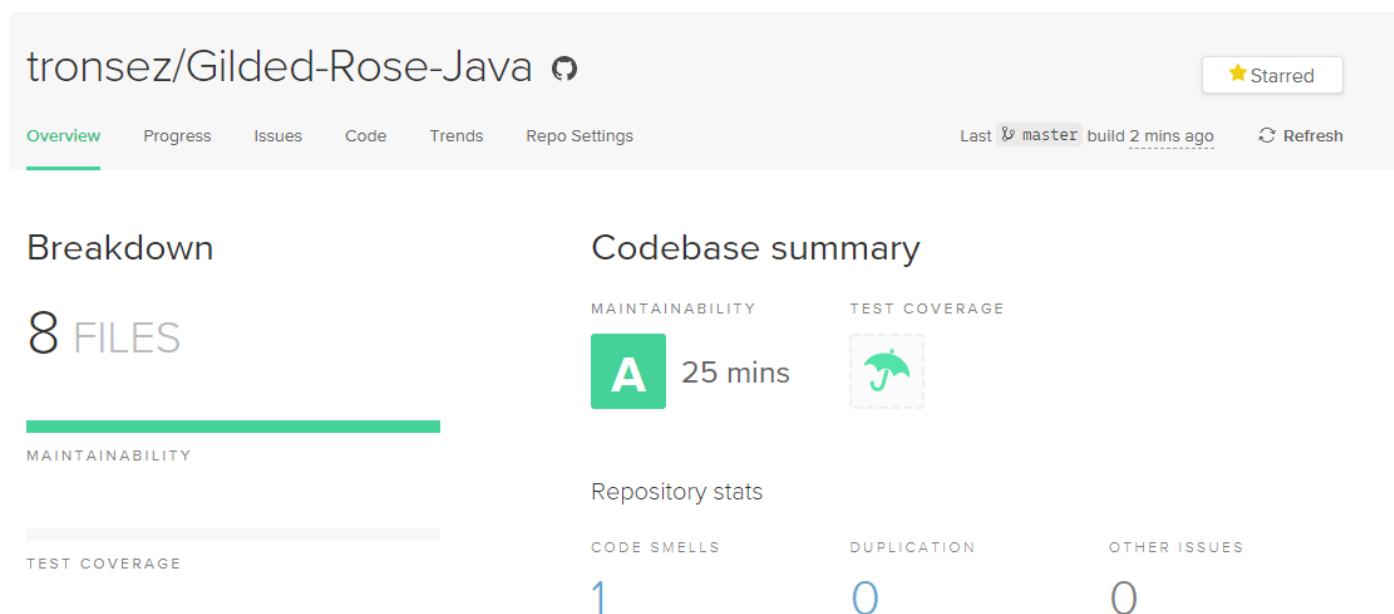 tronsez/Gilded-Rose-Java
Starred
Overview Progress Issues Code Trends Repo Settings
Last master build 2 mins ago Refresh
Breakdown
8 FILES
MAINTAINABILITY
TEST COVERAGE
Codebase summary
MAINTAINABILITY TEST COVERAGE
A 25 mins
Repository stats
CODE SMELLS DUPLICATION OTHER ISSUES
1 0 0